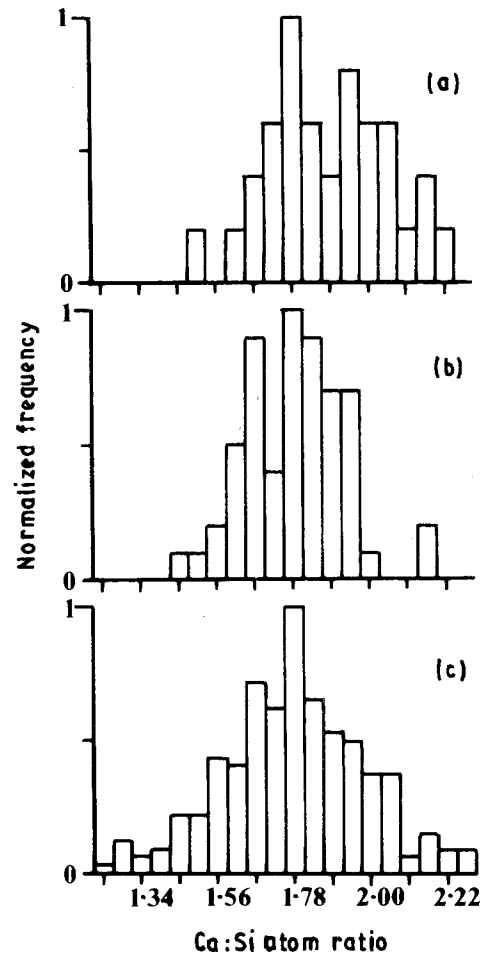 1
(a)
0
1
(b)
Normalized frequency
0
1
(c)
0
1·34 1·56 1·78 2·00 2·22
Ca:Si atom ratio